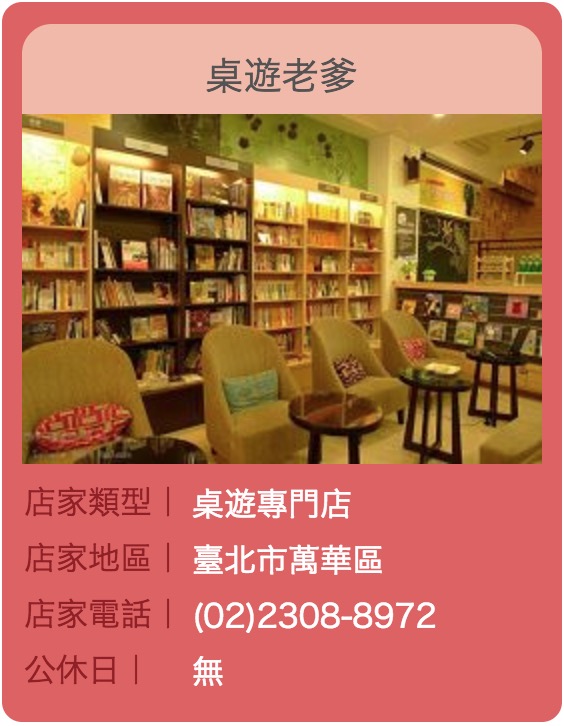 桌遊老爹
店家類型｜ 桌遊專門店
店家地區｜ 臺北市萬華區
店家電話｜ (02)2308-8972
公休日｜ 無